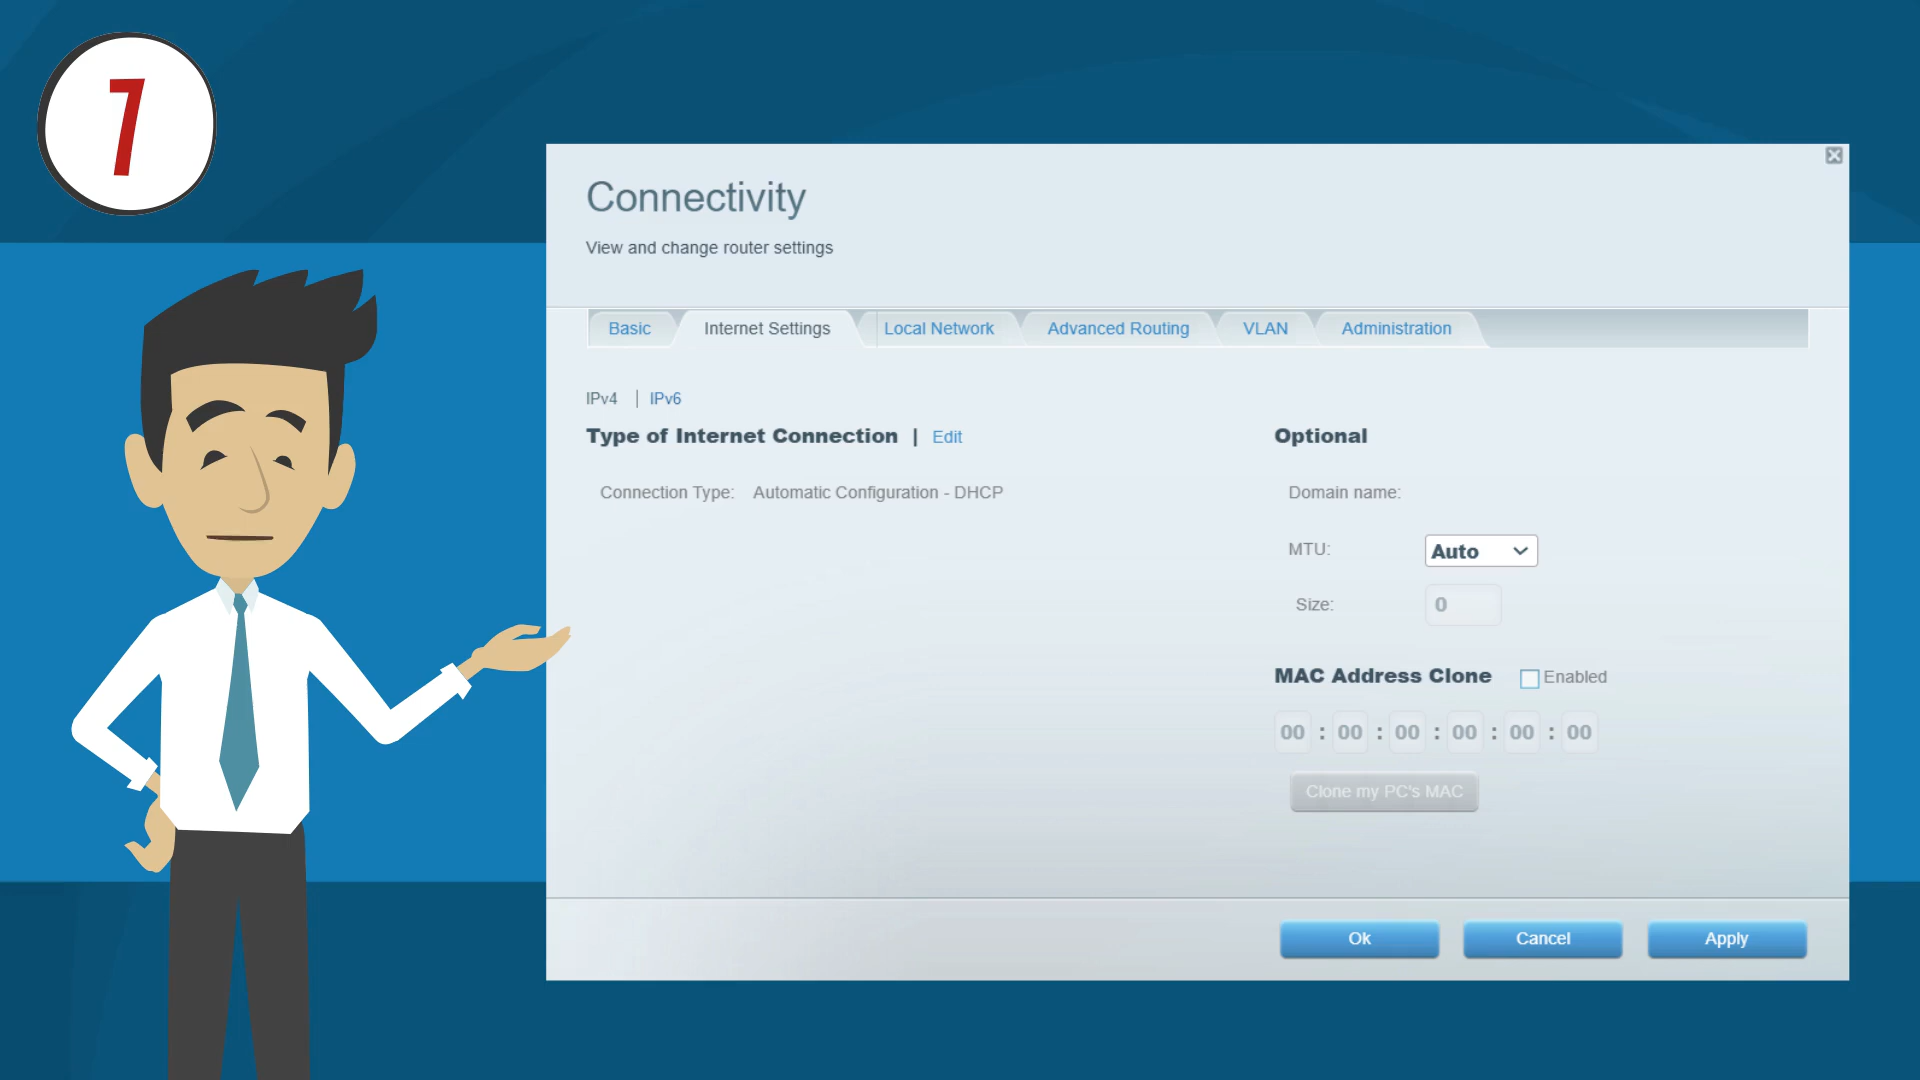 7
Connectivity
View and change router settings
Basic Internet Settings Local Network Advanced Routing VLAN Administration
IPv4 | IPv6
Type of Internet Connection | Edit
Connection Type: Automatic Configuration - DHCP
Optional
Domain name:
MTU: Auto
Size: 0
MAC Address Clone Enabled
00 : 00 : 00 : 00 : 00 : 00
Clone my PC's MAC
Ok Cancel Apply